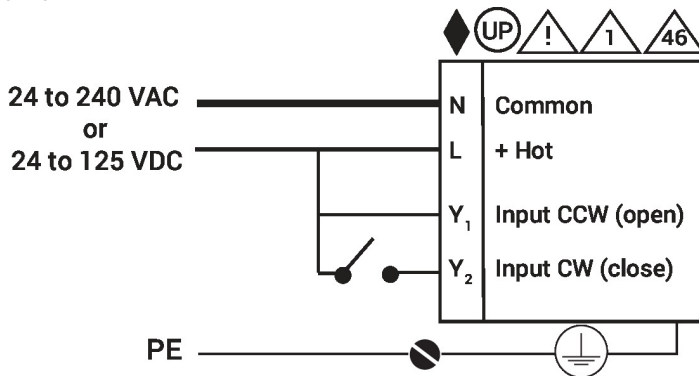 UP ! 1 46
24 to 240 VAC
or
24 to 125 VDC
N Common
L + Hot
Y1 Input CCW (open)
Y2 Input CW (close)
PE